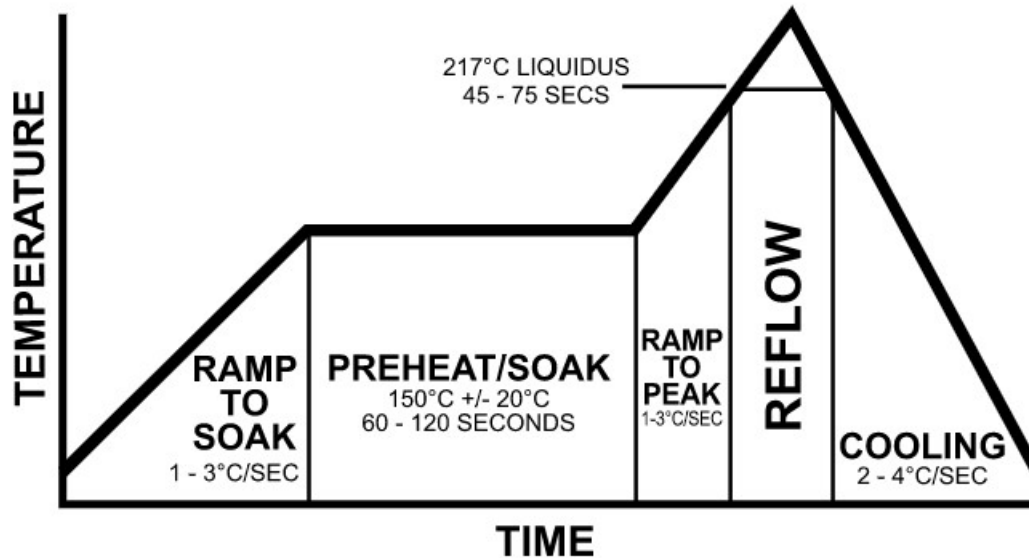 TEMPERATURE
217°C LIQUIDUS
45 - 75 SECS
RAMP
TO
SOAK
1 - 3°C/SEC
PREHEAT/SOAK
150°C +/- 20°C
60 - 120 SECONDS
RAMP
TO
PEAK
1-3°C/SEC
REFLOW
COOLING
2 - 4°C/SEC
TIME